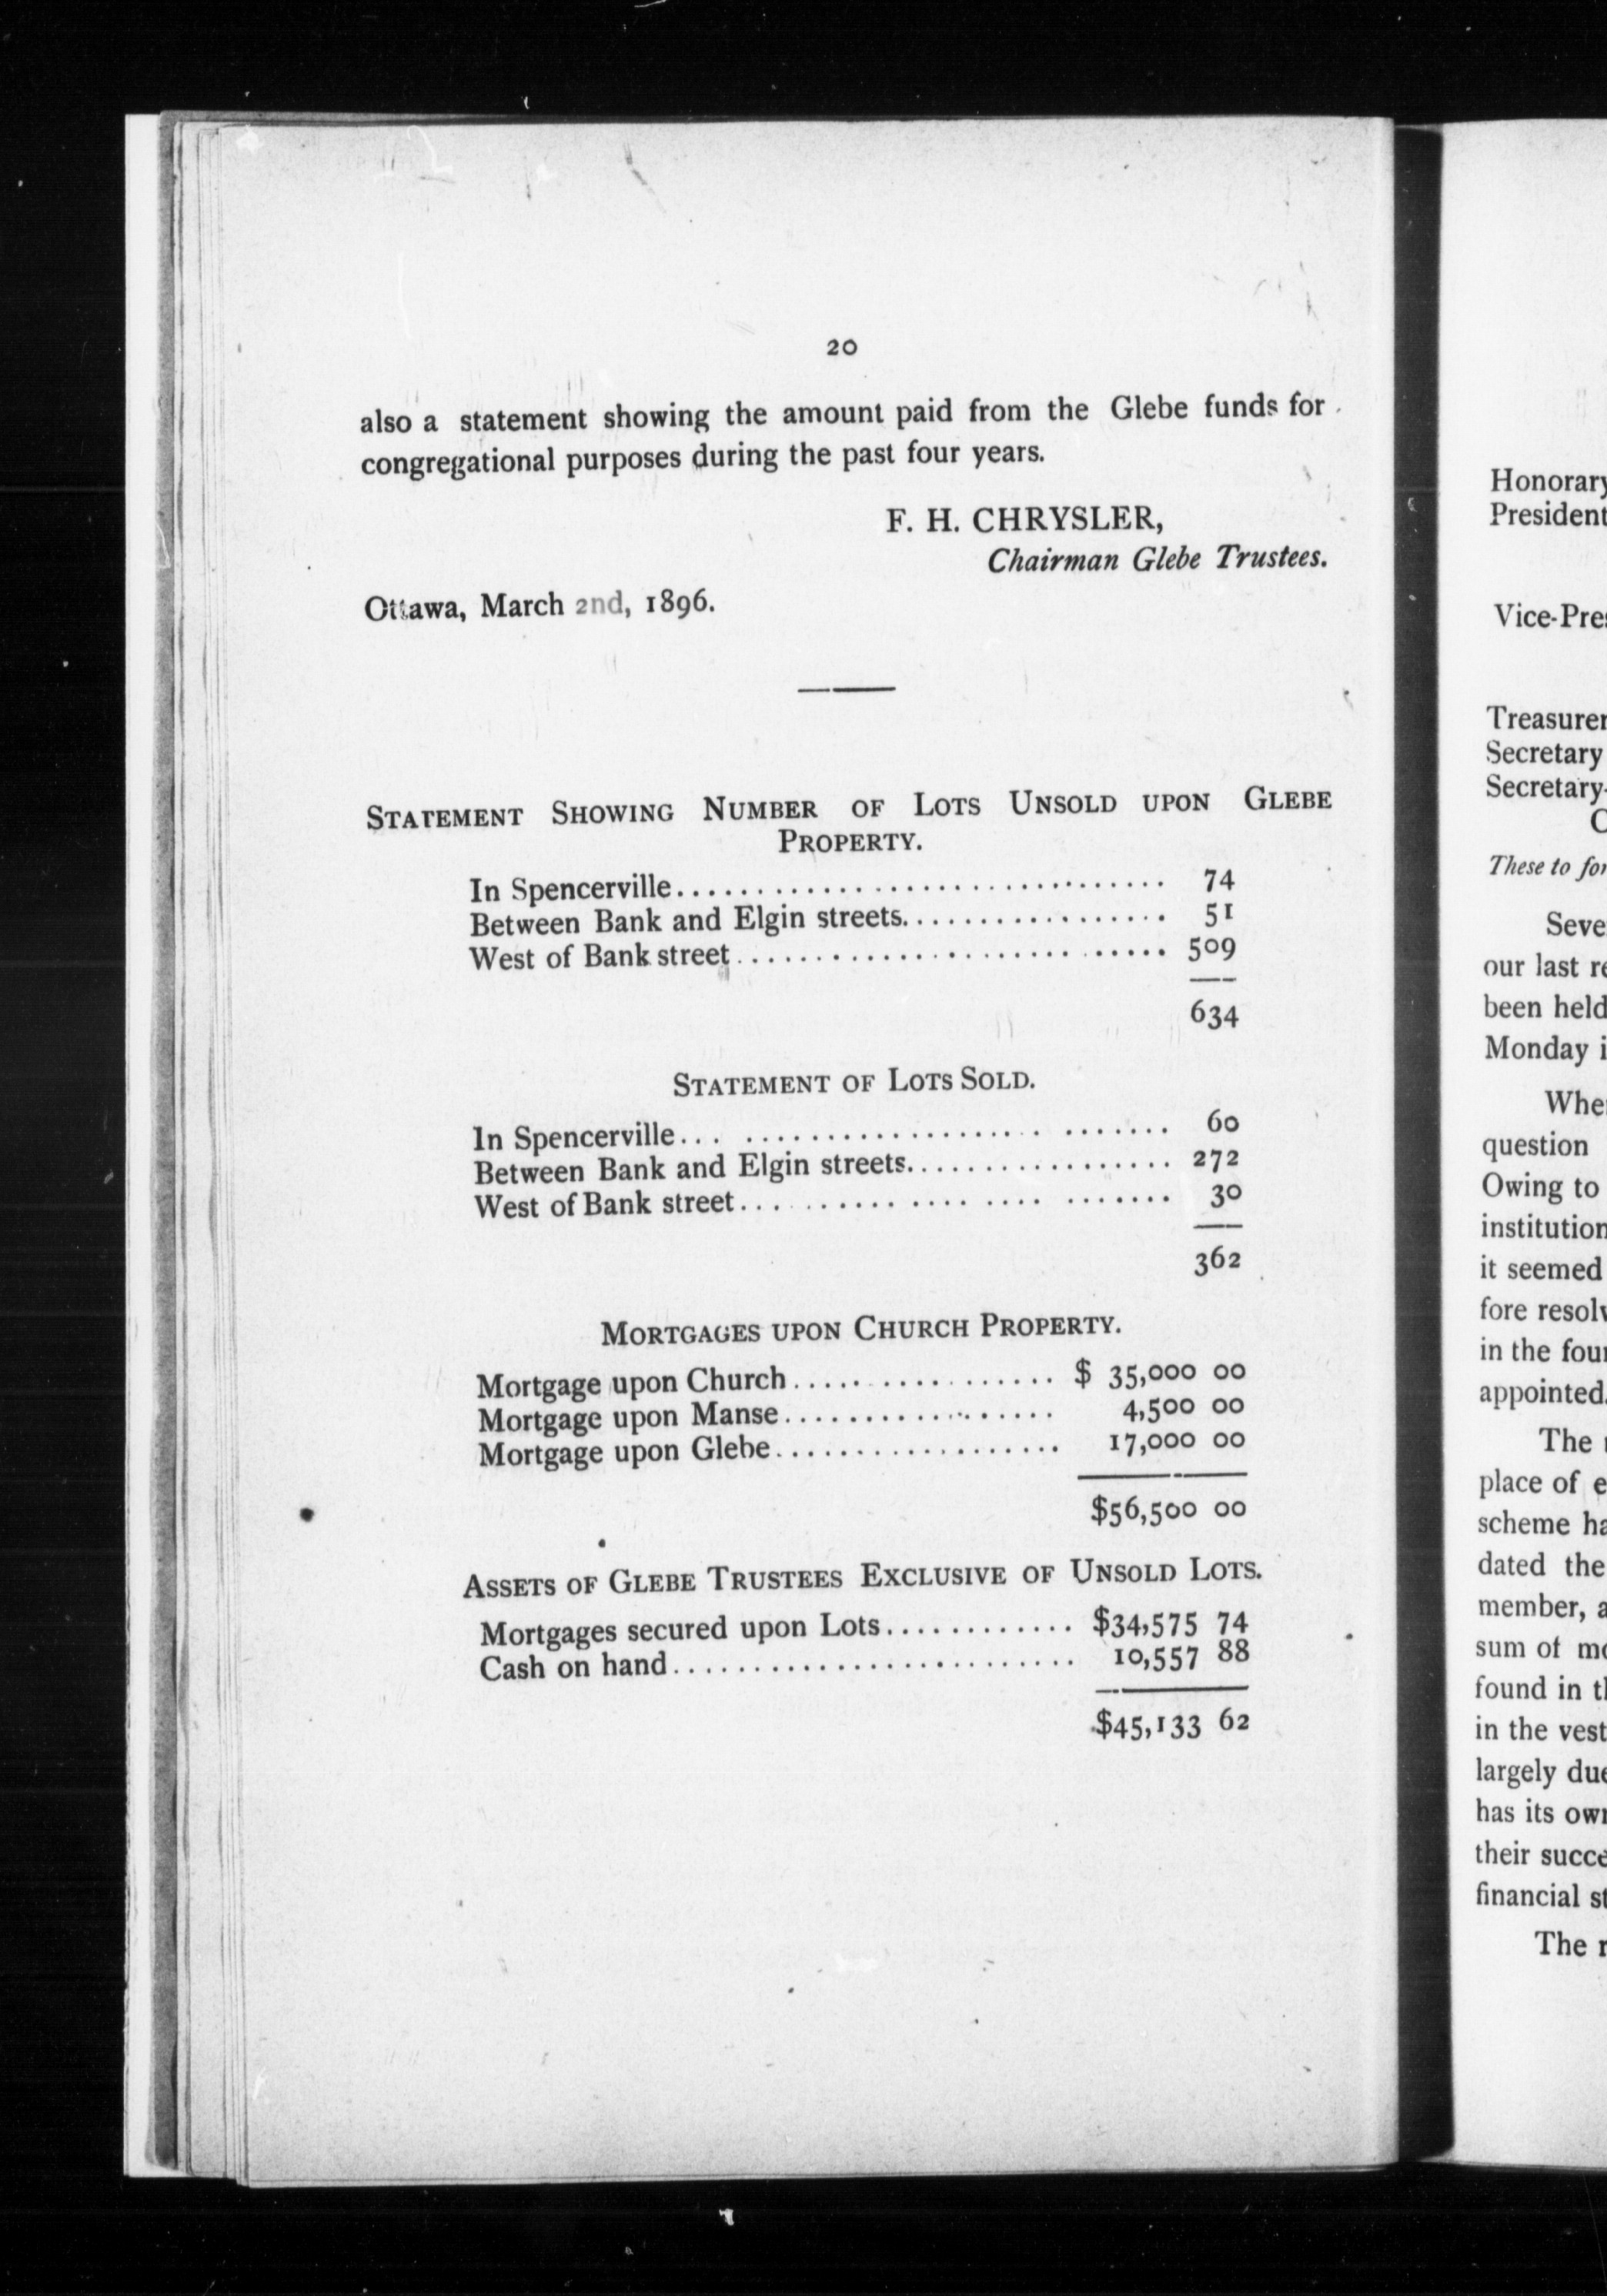 20
also a statement showing the amount paid from the Glebe funds for
congregational purposes during the past four years.
F. H. CHRYSLER,
Chairman Glebe Trustees.
Ottawa, March 2nd, 1896.
STATEMENT SHOWING NUMBER OF LOTS UNSOLD UPON GLEBE
PROPERTY.
In Spencerville.............................. 74
Between Bank and Elgin streets................. 51
West of Bank street........................... 509
634
STATEMENT OF LOTS SOLD.
In Spencerville... .................... ....... 60
Between Bank and Elgin streets................. 272
West of Bank street... ........ .... .... ....... 30
362
MORTGAGES UPON CHURCH PROPERTY.
Mortgage upon Church................. $ 35,000 00
Mortgage upon Manse................. 4,500 00
Mortgage upon Glebe.................. 17,000 00
$56,500 00
ASSETS OF GLEBE TRUSTEES EXCLUSIVE OF UNSOLD LOTS.
Mortgages secured upon Lots............ $34,575 74
Cash on hand......................... 10,557 88
$45,133 62
Honorary
President
Vice-Pres
Treasurer
Secretary
Secretary-
C
These to for
Seve
our last re
been held
Monday i
Whe
question
Owing to
institution
it seemed
fore resolv
in the four
appointed.
The
place of e
scheme ha
dated the
member, a
sum of mo
found in t
in the vest
largely due
has its own
their succe
financial st
The r